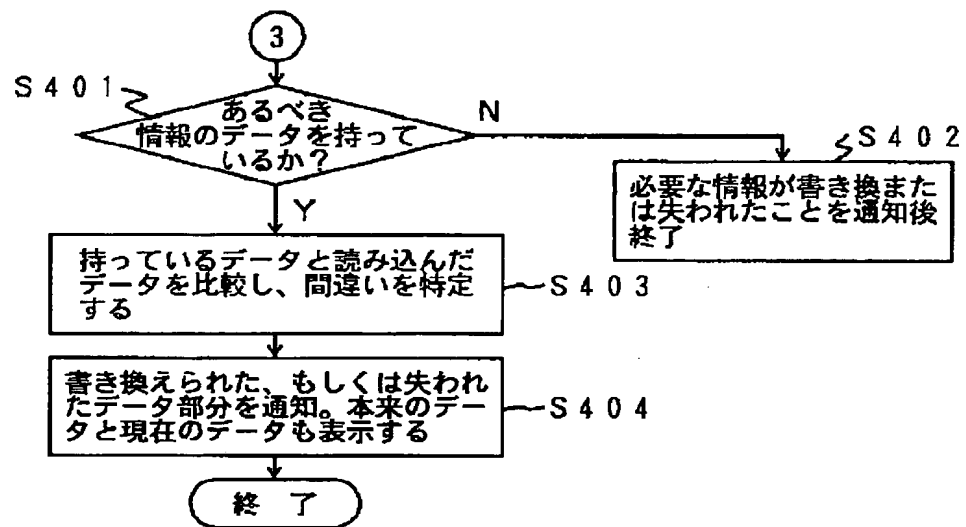 3
S401
あるべき
情報のデータを持って
いるか?
N
S402
必要な情報が書き換また
は失われたことを通知後
終了
Y
持っているデータと読み込んだ
データを比較し、間違いを特定
する
S403
書き換えられた、もしくは失われ
たデータ部分を通知。本来のデー
タと現在のデータも表示する
S404
終 了